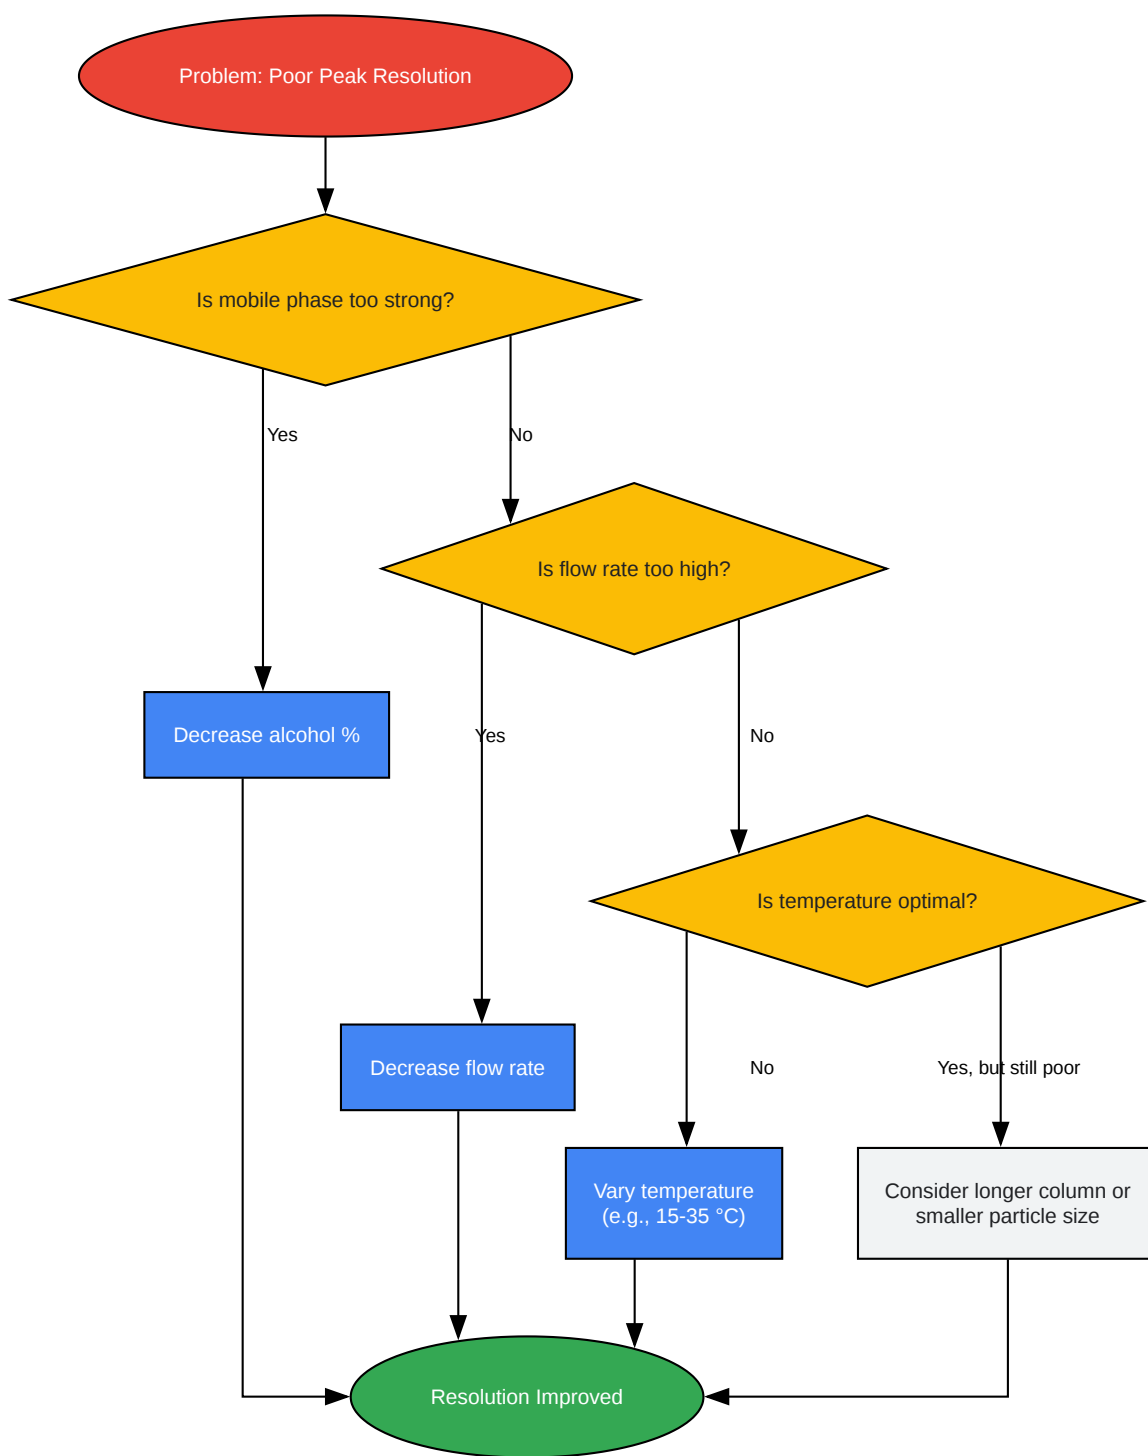 Problem: Poor Peak Resolution
Is mobile phase too strong?
Yes
No
Is flow rate too high?
Decrease alcohol %
Yes
No
Is temperature optimal?
Decrease flow rate
No
Yes, but still poor
Vary temperature
(e.g., 15-35 °C)
Consider longer column or
smaller particle size
Resolution Improved